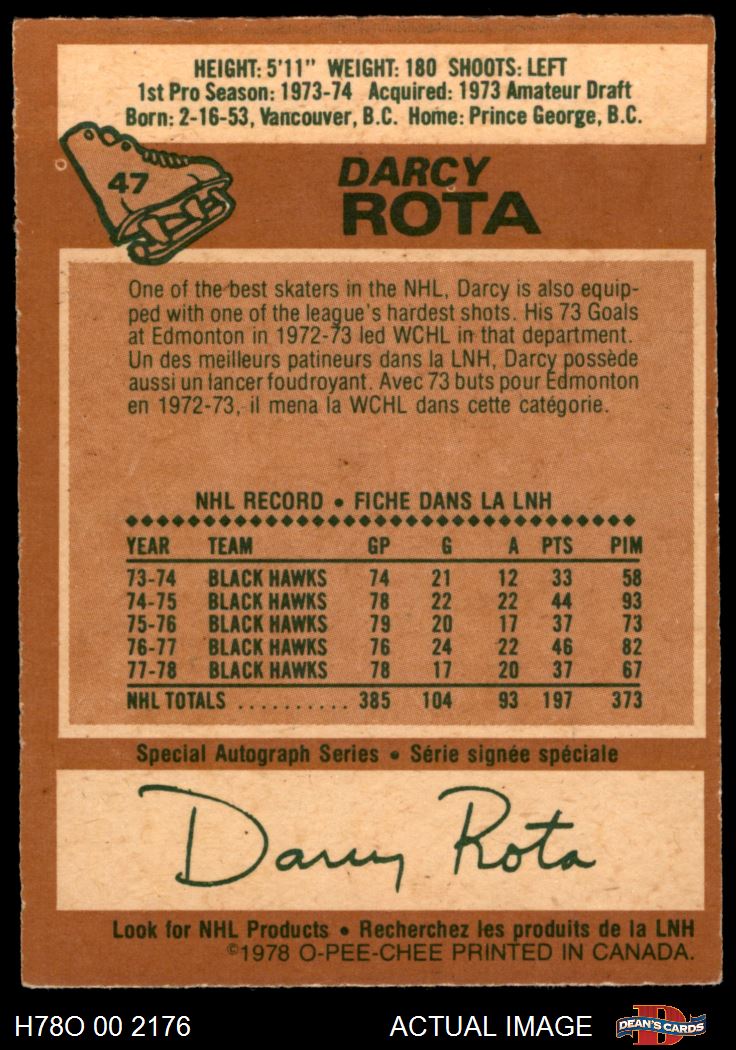 HEIGHT: 5'11" WEIGHT: 180 SHOOTS: LEFT
1st Pro Season: 1973-74 Acquired: 1973 Amateur Draft
Born: 2-16-53, Vancouver, B.C. Home: Prince George, B.C.
47
DARCY
ROTA
One of the best skaters in the NHL, Darcy is also equip-
ped with one of the league's hardest shots. His 73 Goals
at Edmonton in 1972-73 led WCHL in that department.
Un des meilleurs patineurs dans la LNH, Darcy possède
aussi un lancer foudroyant. Avec 73 buts pour Edmonton
en 1972-73, il mena la WCHL dans cette catégorie.
NHL RECORD • FICHE DANS LA LNH
YEAR TEAM GP G A PTS PIM
73-74 BLACK HAWKS 74 21 12 33 58
74-75 BLACK HAWKS 78 22 22 44 93
75-76 BLACK HAWKS 79 20 17 37 73
76-77 BLACK HAWKS 76 24 22 46 82
77-78 BLACK HAWKS 78 17 20 37 67
NHL TOTALS .......... 385 104 93 197 373
Special Autograph Series • Série signée spéciale
Darcy Rota
Look for NHL Products • Recherchez les produits de la LNH
©1978 O-PEE-CHEE PRINTED IN CANADA.
H78O 00 2176 ACTUAL IMAGE D DEAN'S CARDS